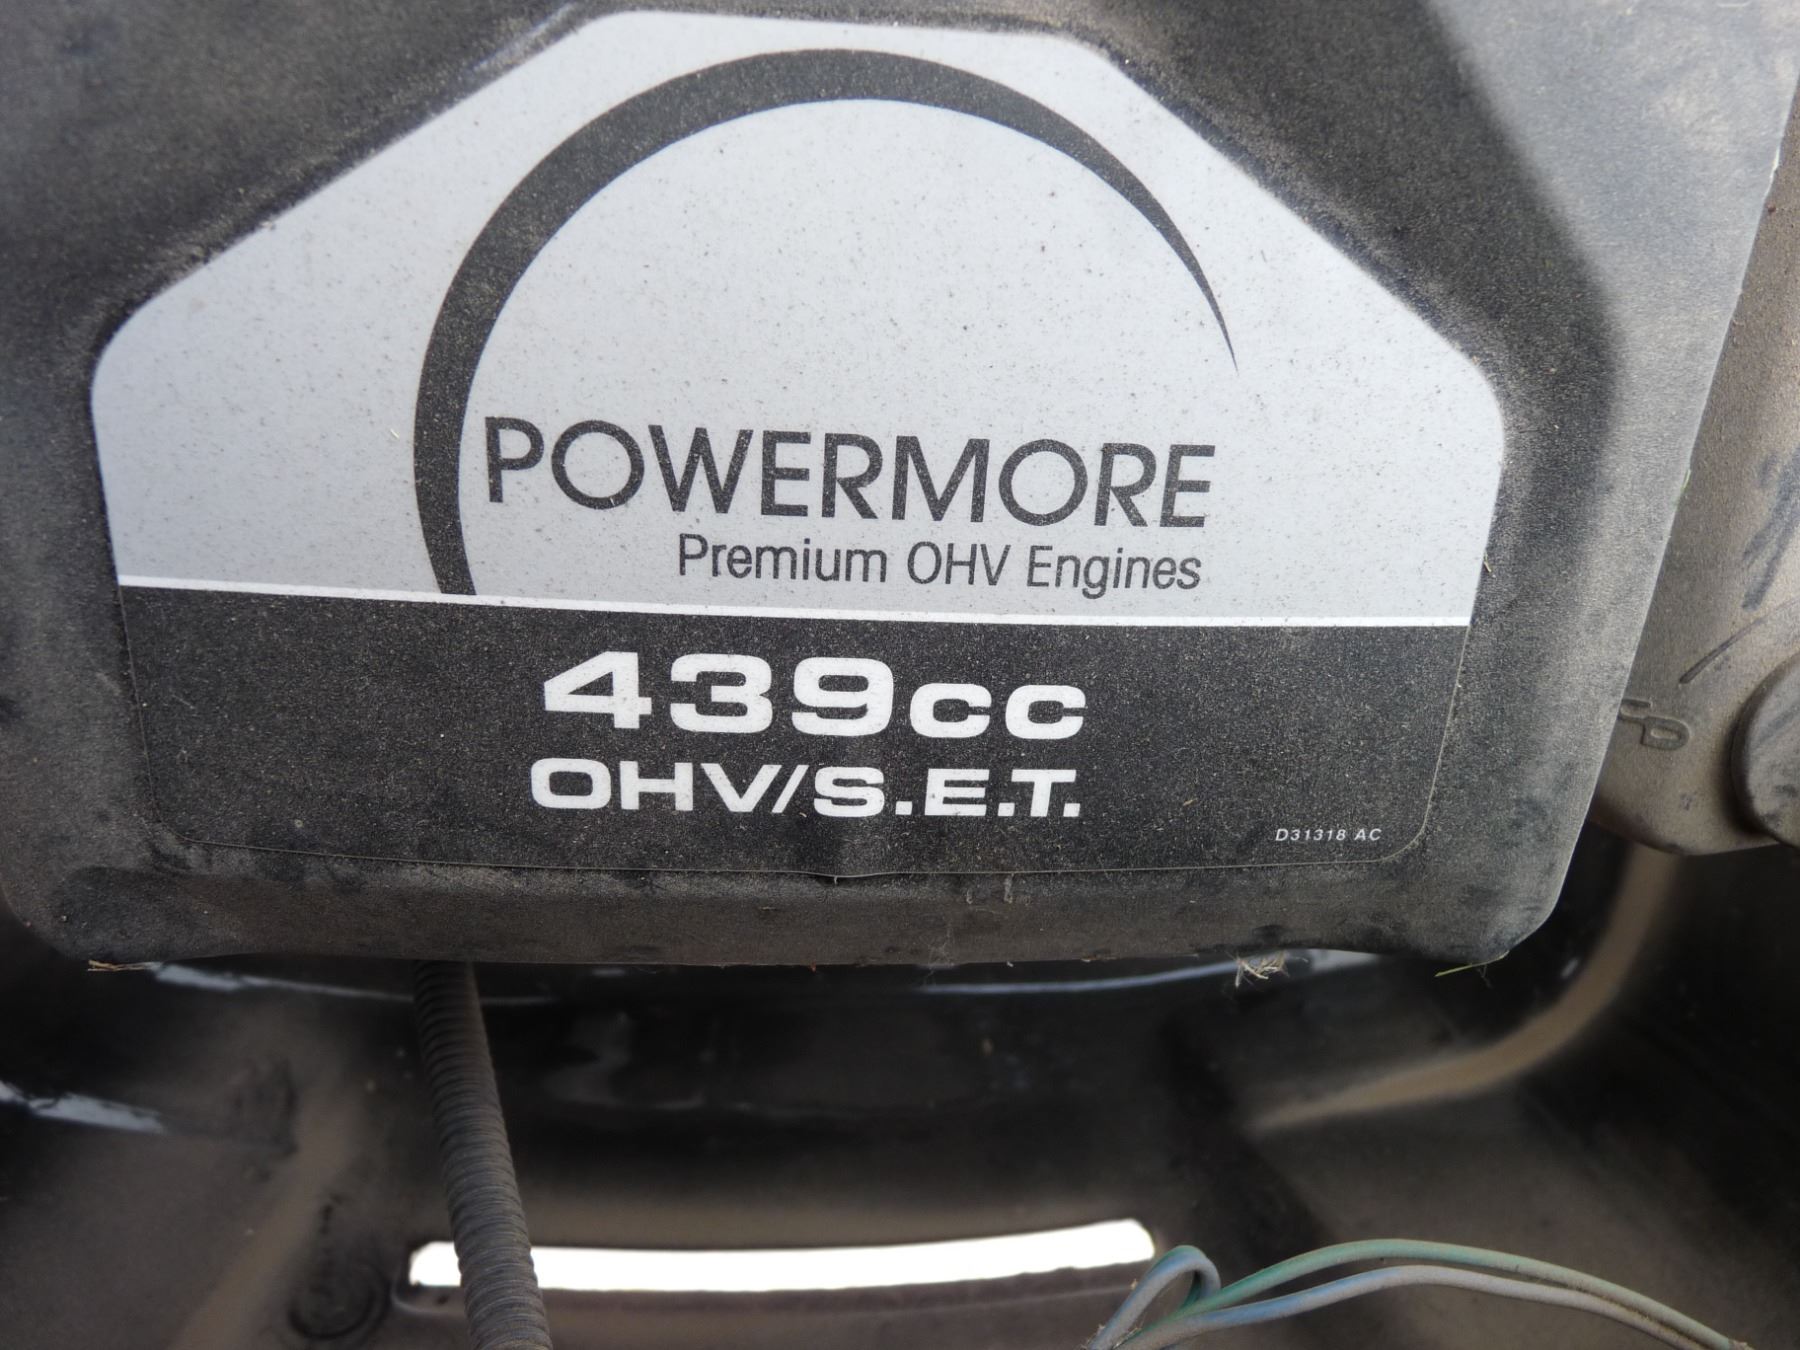 POWERMORE
Premium OHV Engines
439cc
OHV/S.E.T.
D31318 AC